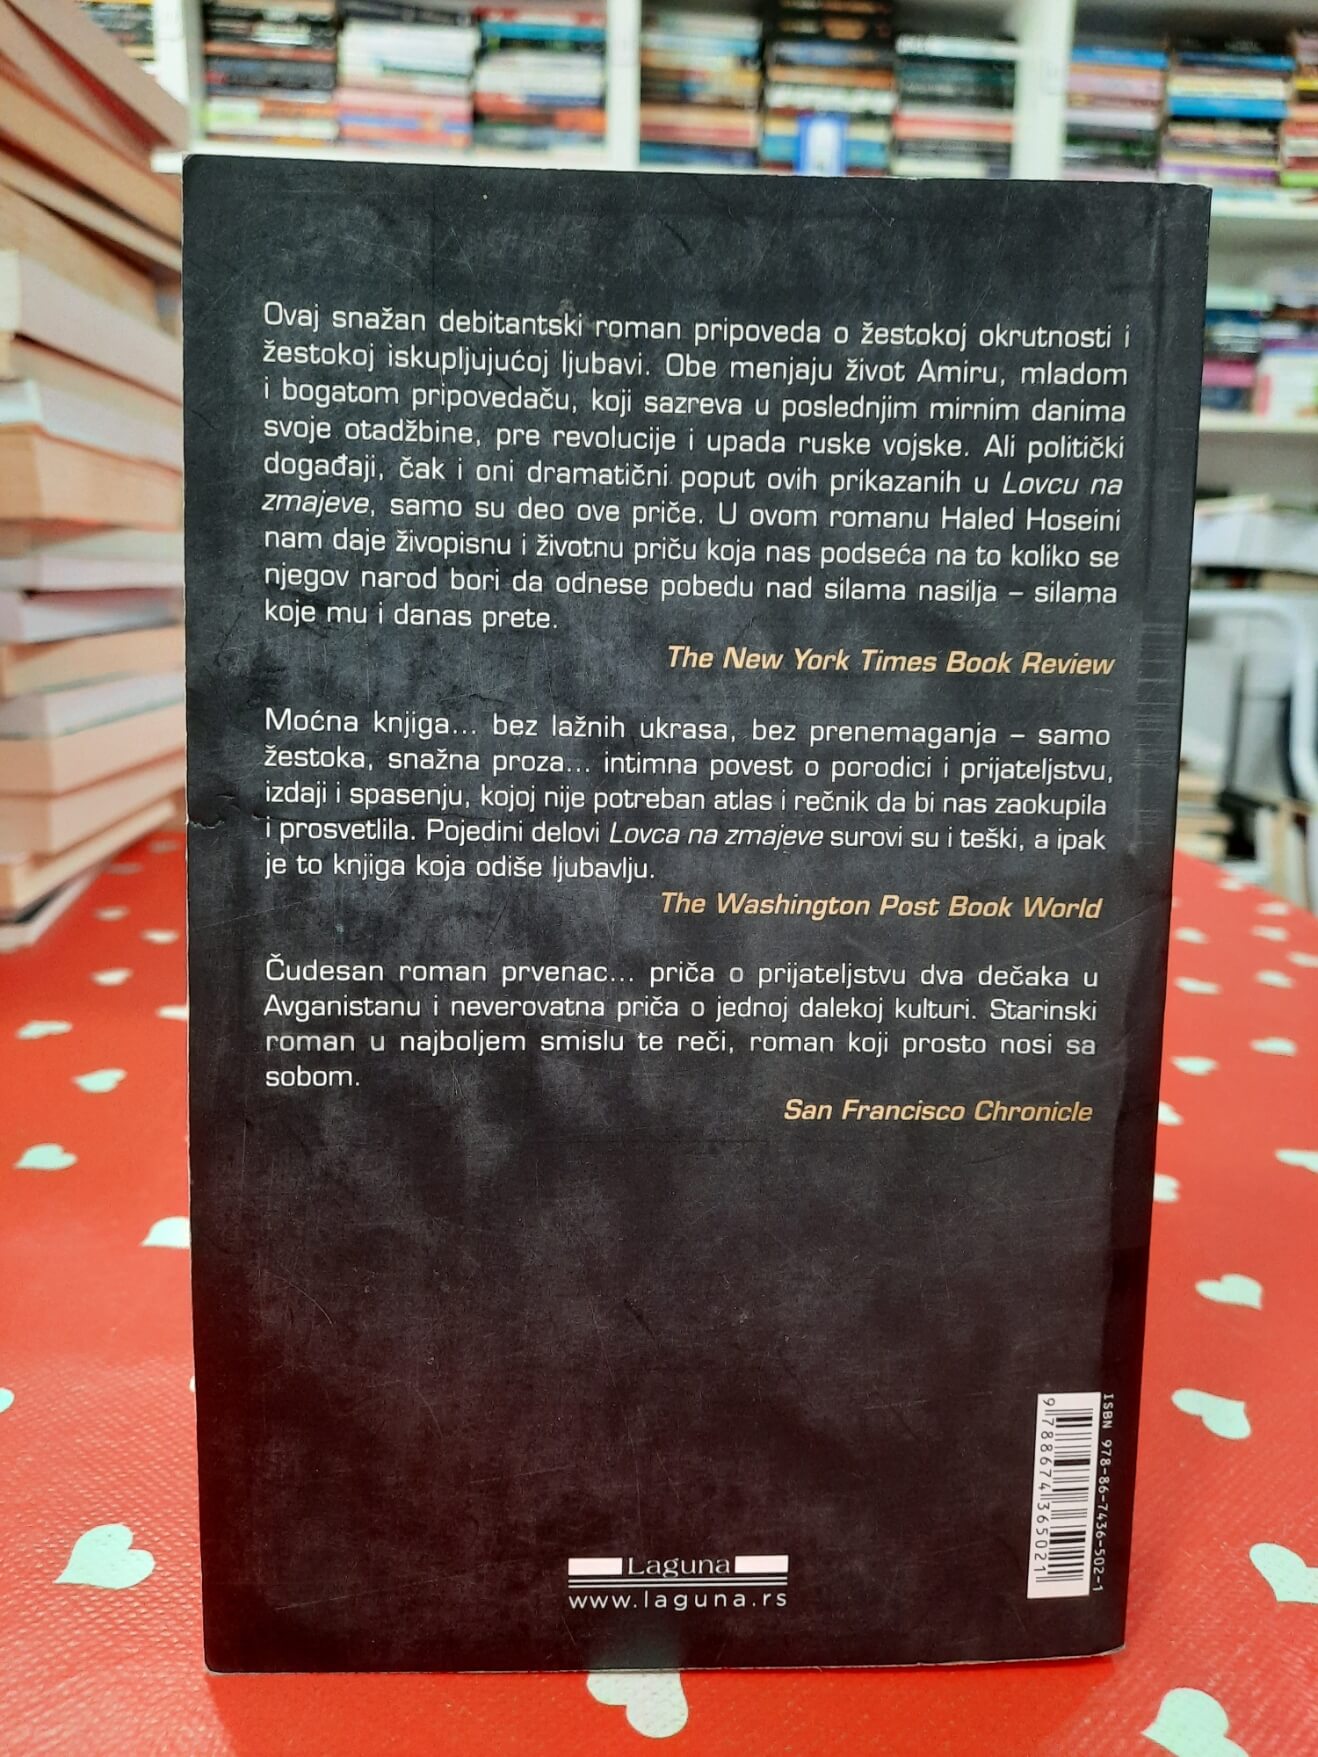 Ovaj snažan debitantski roman pripoveda o žestokoj okrutnosti i
žestokoj iskupljujućoj ljubavi. Obe menjaju život Amiru, mladom
i bogatom pripovedaču, koji sazreva u poslednjim mirnim danima
svoje otadžbine, pre revolucije i upada ruske vojske. Ali politički
događaji, čak i oni dramatični poput ovih prikazanih u Lovcu na
zmajeve, samo su deo ove priče. U ovom romanu Haled Hoseini
nam daje živopisnu i životnu priču koja nas podseća na to koliko se
njegov narod bori da odnese pobedu nad silama nasilja – silama
koje mu i danas prete.
The New York Times Book Review
Moćna knjiga... bez lažnih ukrasa, bez prenemaganja – samo
žestoka, snažna proza... intimna povest o porodici i prijateljstvu,
izdaji i spasenju, kojoj nije potreban atlas i rečnik da bi nas zaokupila
i prosvetlila. Pojedini delovi Lovca na zmajeve surovi su i teški, a ipak
je to knjiga koja odiše ljubavlju.
The Washington Post Book World
Čudesan roman prvenac... priča o prijateljstvu dva dečaka u
Avganistanu i neverovatna priča o jednoj dalekoj kulturi. Starinski
roman u najboljem smislu te reči, roman koji prosto nosi sa
sobom.
San Francisco Chronicle
ISBN 978-86-7436-502-1
9788674365021
Laguna
www.laguna.rs